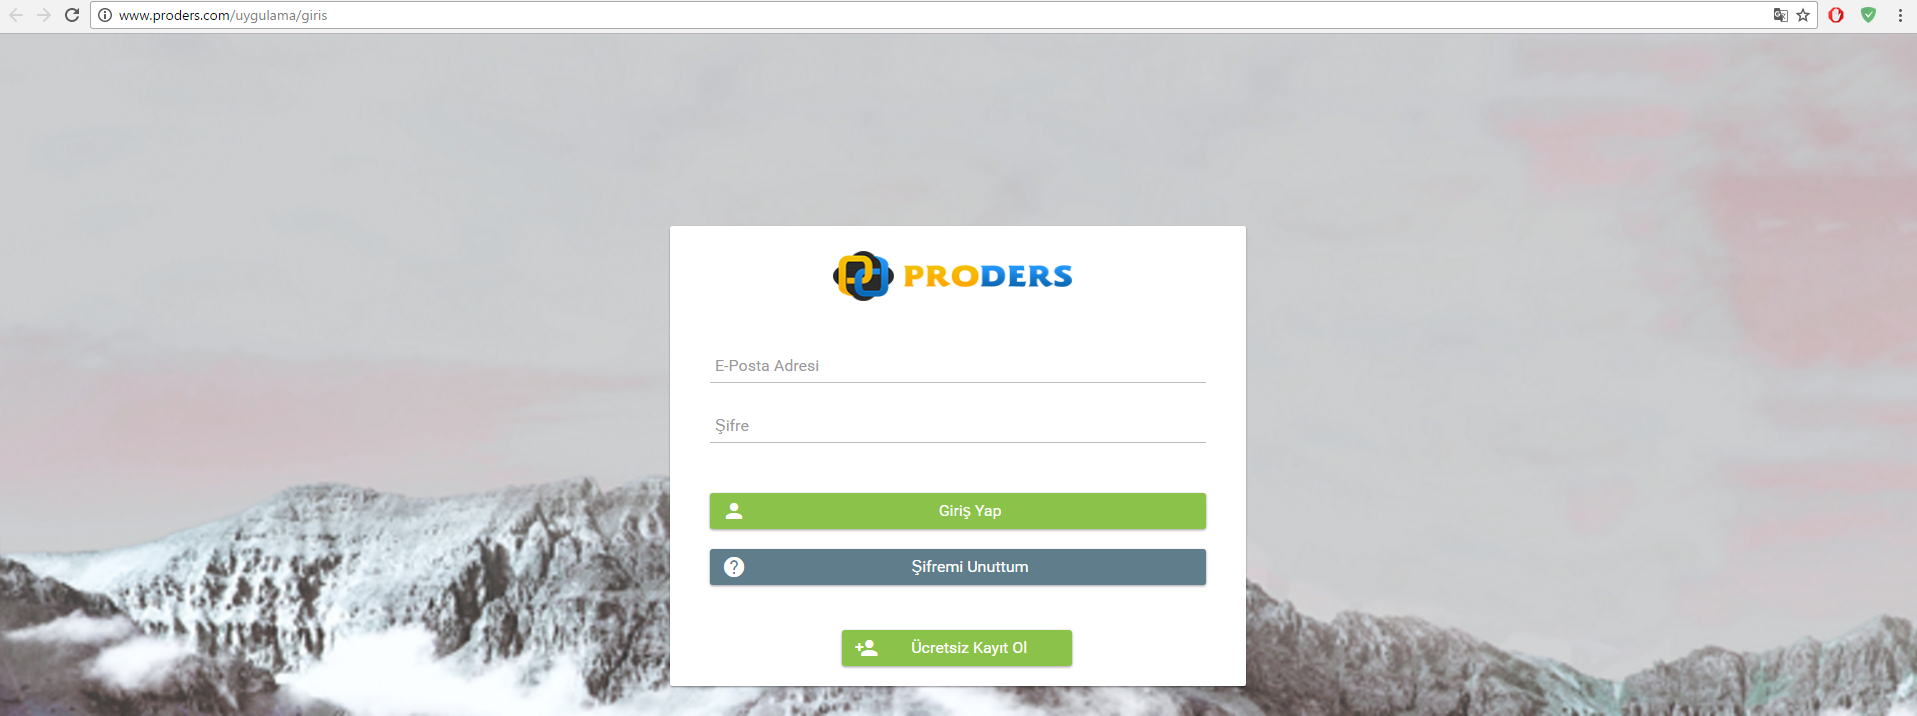 www.proders.com/uygulama/giris
PRODERS
E-Posta Adresi
Şifre
Giriş Yap
Şifremi Unuttum
Ücretsiz Kayıt Ol